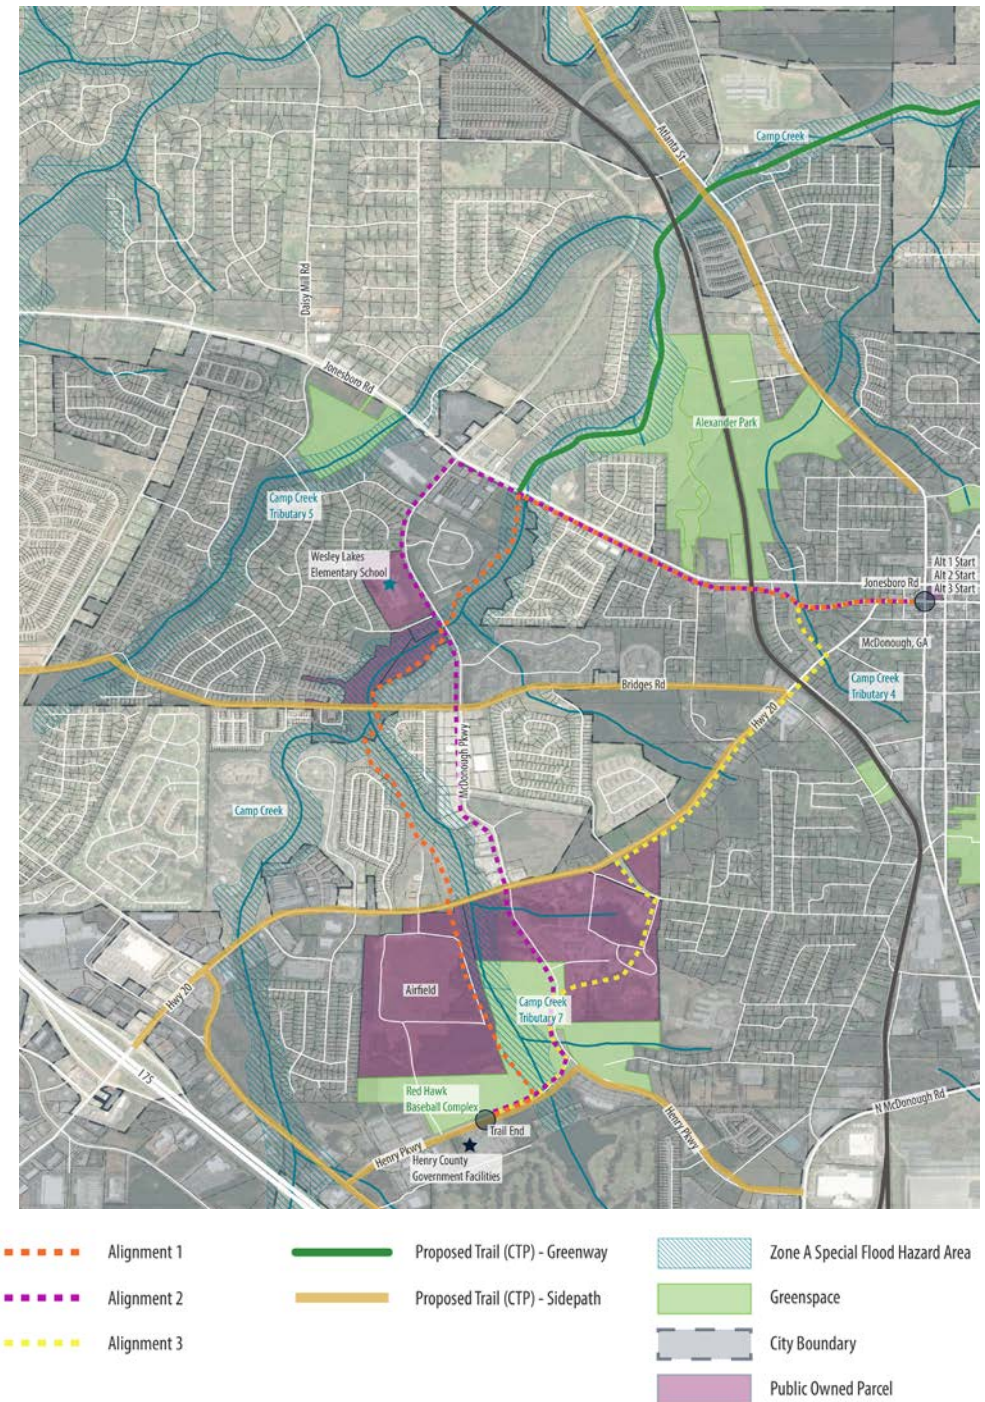 Camp Creek
Atlanta St
Daisy Mill Rd
Jonesboro Rd
Alexander Park
Camp Creek
Tributary 5
Wesley Lakes
Elementary School
Alt 1 Start
Alt 2 Start
Alt 3 Start
Jonesboro Rd
McDonough, GA
Camp Creek
Tributary 4
Bridges Rd
Hwy 20
McDonough Pkwy
Camp Creek
Airfield
Hwy 20
Camp Creek
Tributary 7
I 75
Red Hawk
Baseball Complex
N McDonough Rd
Trail End
Henry Pkwy
Henry Pkwy
Henry County
Government Facilities
Alignment 1
Alignment 2
Alignment 3
Proposed Trail (CTP) - Greenway
Proposed Trail (CTP) - Sidepath
Zone A Special Flood Hazard Area
Greenspace
City Boundary
Public Owned Parcel